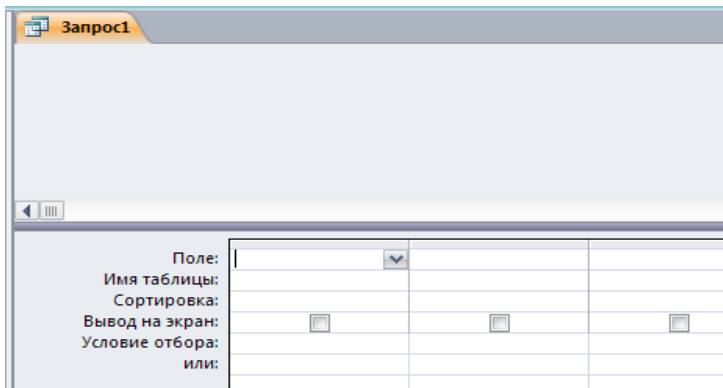 Запрос1
Поле:
Имя таблицы:
Сортировка:
Вывод на экран:
Условие отбора:
или: